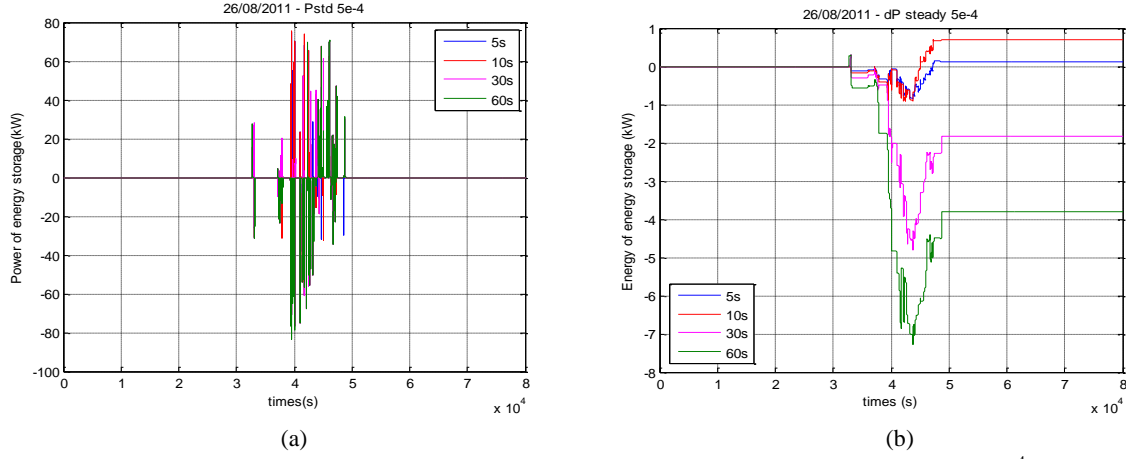 26/08/2011 - Pstd 5e-4
80
60
40
20
0
-20
-40
-60
-80
-100
Power of energy storage(kW)
5s
10s
30s
60s
0 1 2 3 4 5 6 7 8
x 10^4
times(s)
(a)
26/08/2011 - dP steady 5e-4
1
0
-1
-2
-3
-4
-5
-6
-7
-8
Energy of energy storage (kW)
5s
10s
30s
60s
0 1 2 3 4 5 6 7 8
x 10^4
times (s)
(b)
4